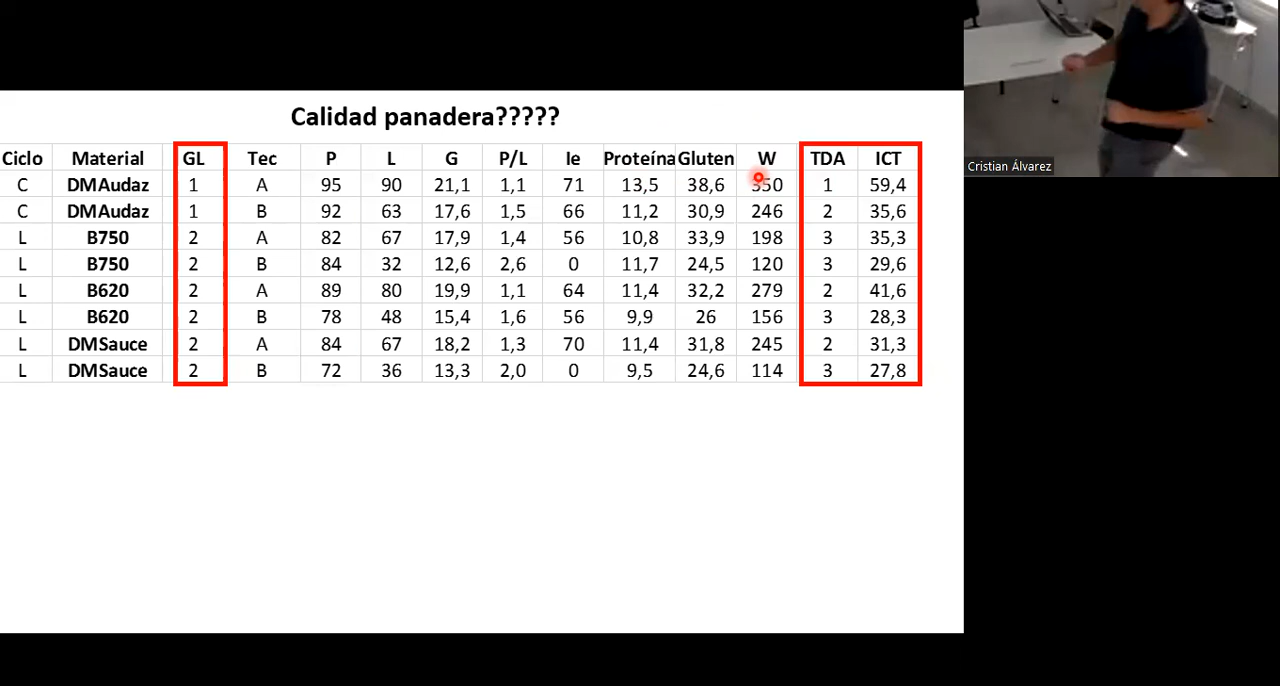 Calidad panadera?????
Ciclo Material GL Tec P L G P/L Ie Proteína Gluten W TDA ICT
C DMAudaz 1 A 95 90 21,1 1,1 71 13,5 38,6 350 1 59,4
C DMAudaz 1 B 92 63 17,6 1,5 66 11,2 30,9 246 2 35,6
L B750 2 A 82 67 17,9 1,4 56 10,8 33,9 198 3 35,3
L B750 2 B 84 32 12,6 2,6 0 11,7 24,5 120 3 29,6
L B620 2 A 89 80 19,9 1,1 64 11,4 32,2 279 2 41,6
L B620 2 B 78 48 15,4 1,6 56 9,9 26 156 3 28,3
L DMSauce 2 A 84 67 18,2 1,3 70 11,4 31,8 245 2 31,3
L DMSauce 2 B 72 36 13,3 2,0 0 9,5 24,6 114 3 27,8
Cristian Álvarez